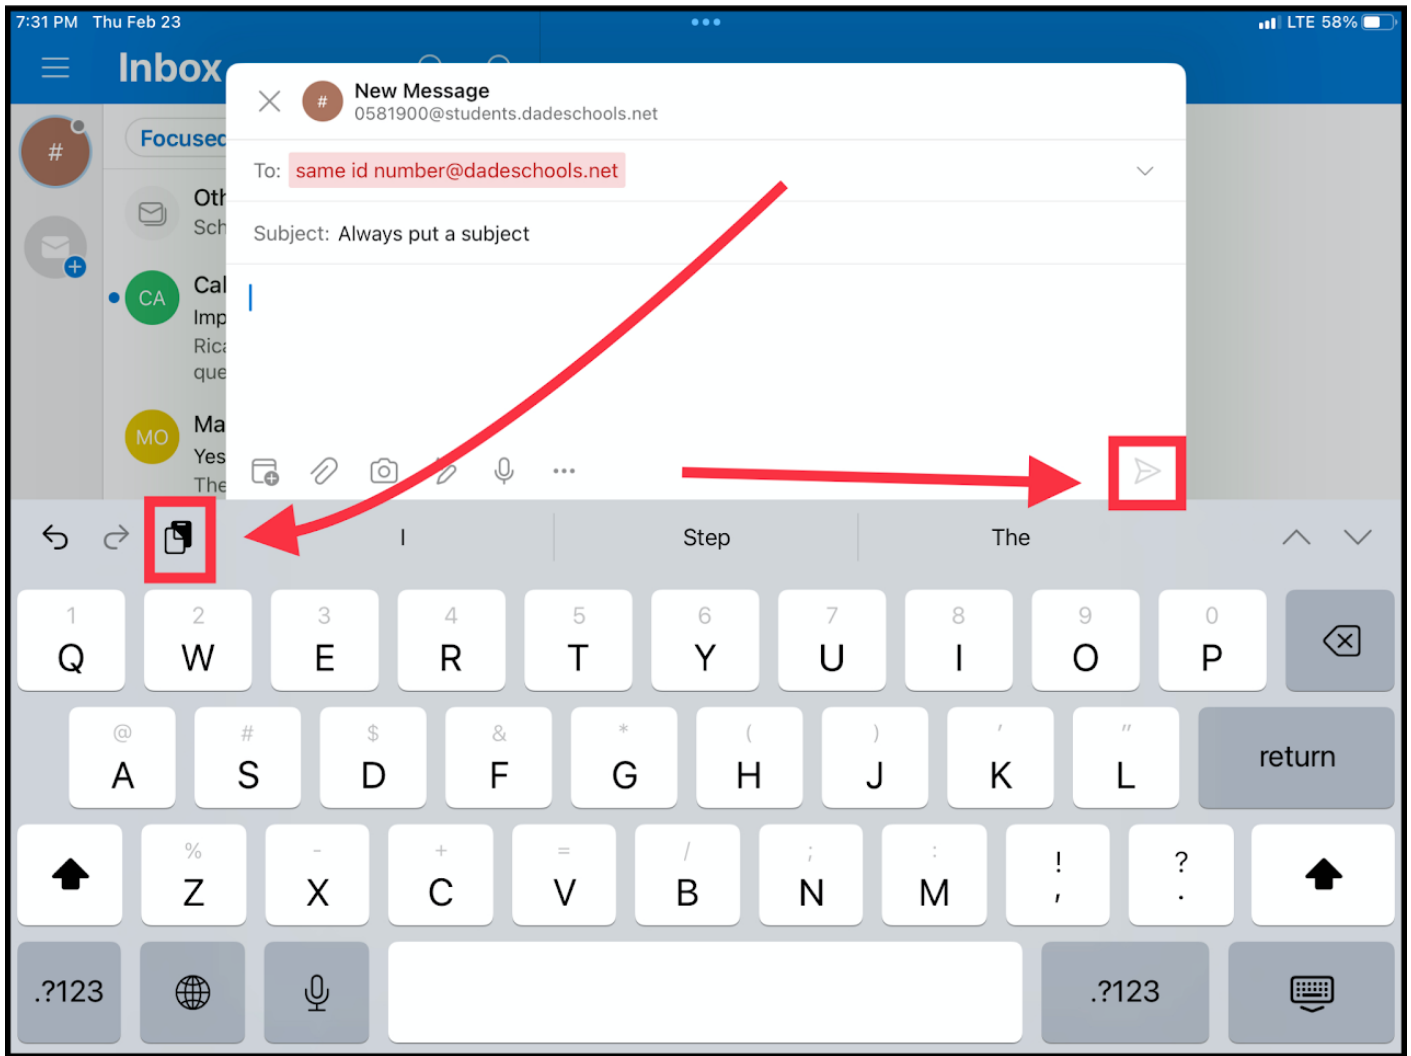 7:31 PM Thu Feb 23
LTE 58%
Inbox
New Message
0581900@students.dadeschools.net
#
#
Focused
To: same id number@dadeschools.net
Subject: Always put a subject
Oth
Sch
CA
Cal
Imp
Rica
que
MO
Ma
Yes
The
I Step The
1 2 3 4 5 6 7 8 9 0
Q W E R T Y U I O P
@ # $ & * ( ) ' "
A S D F G H J K L return
% - + = / ; : ! ?
Z X C V B N M , .
.?123 .?123